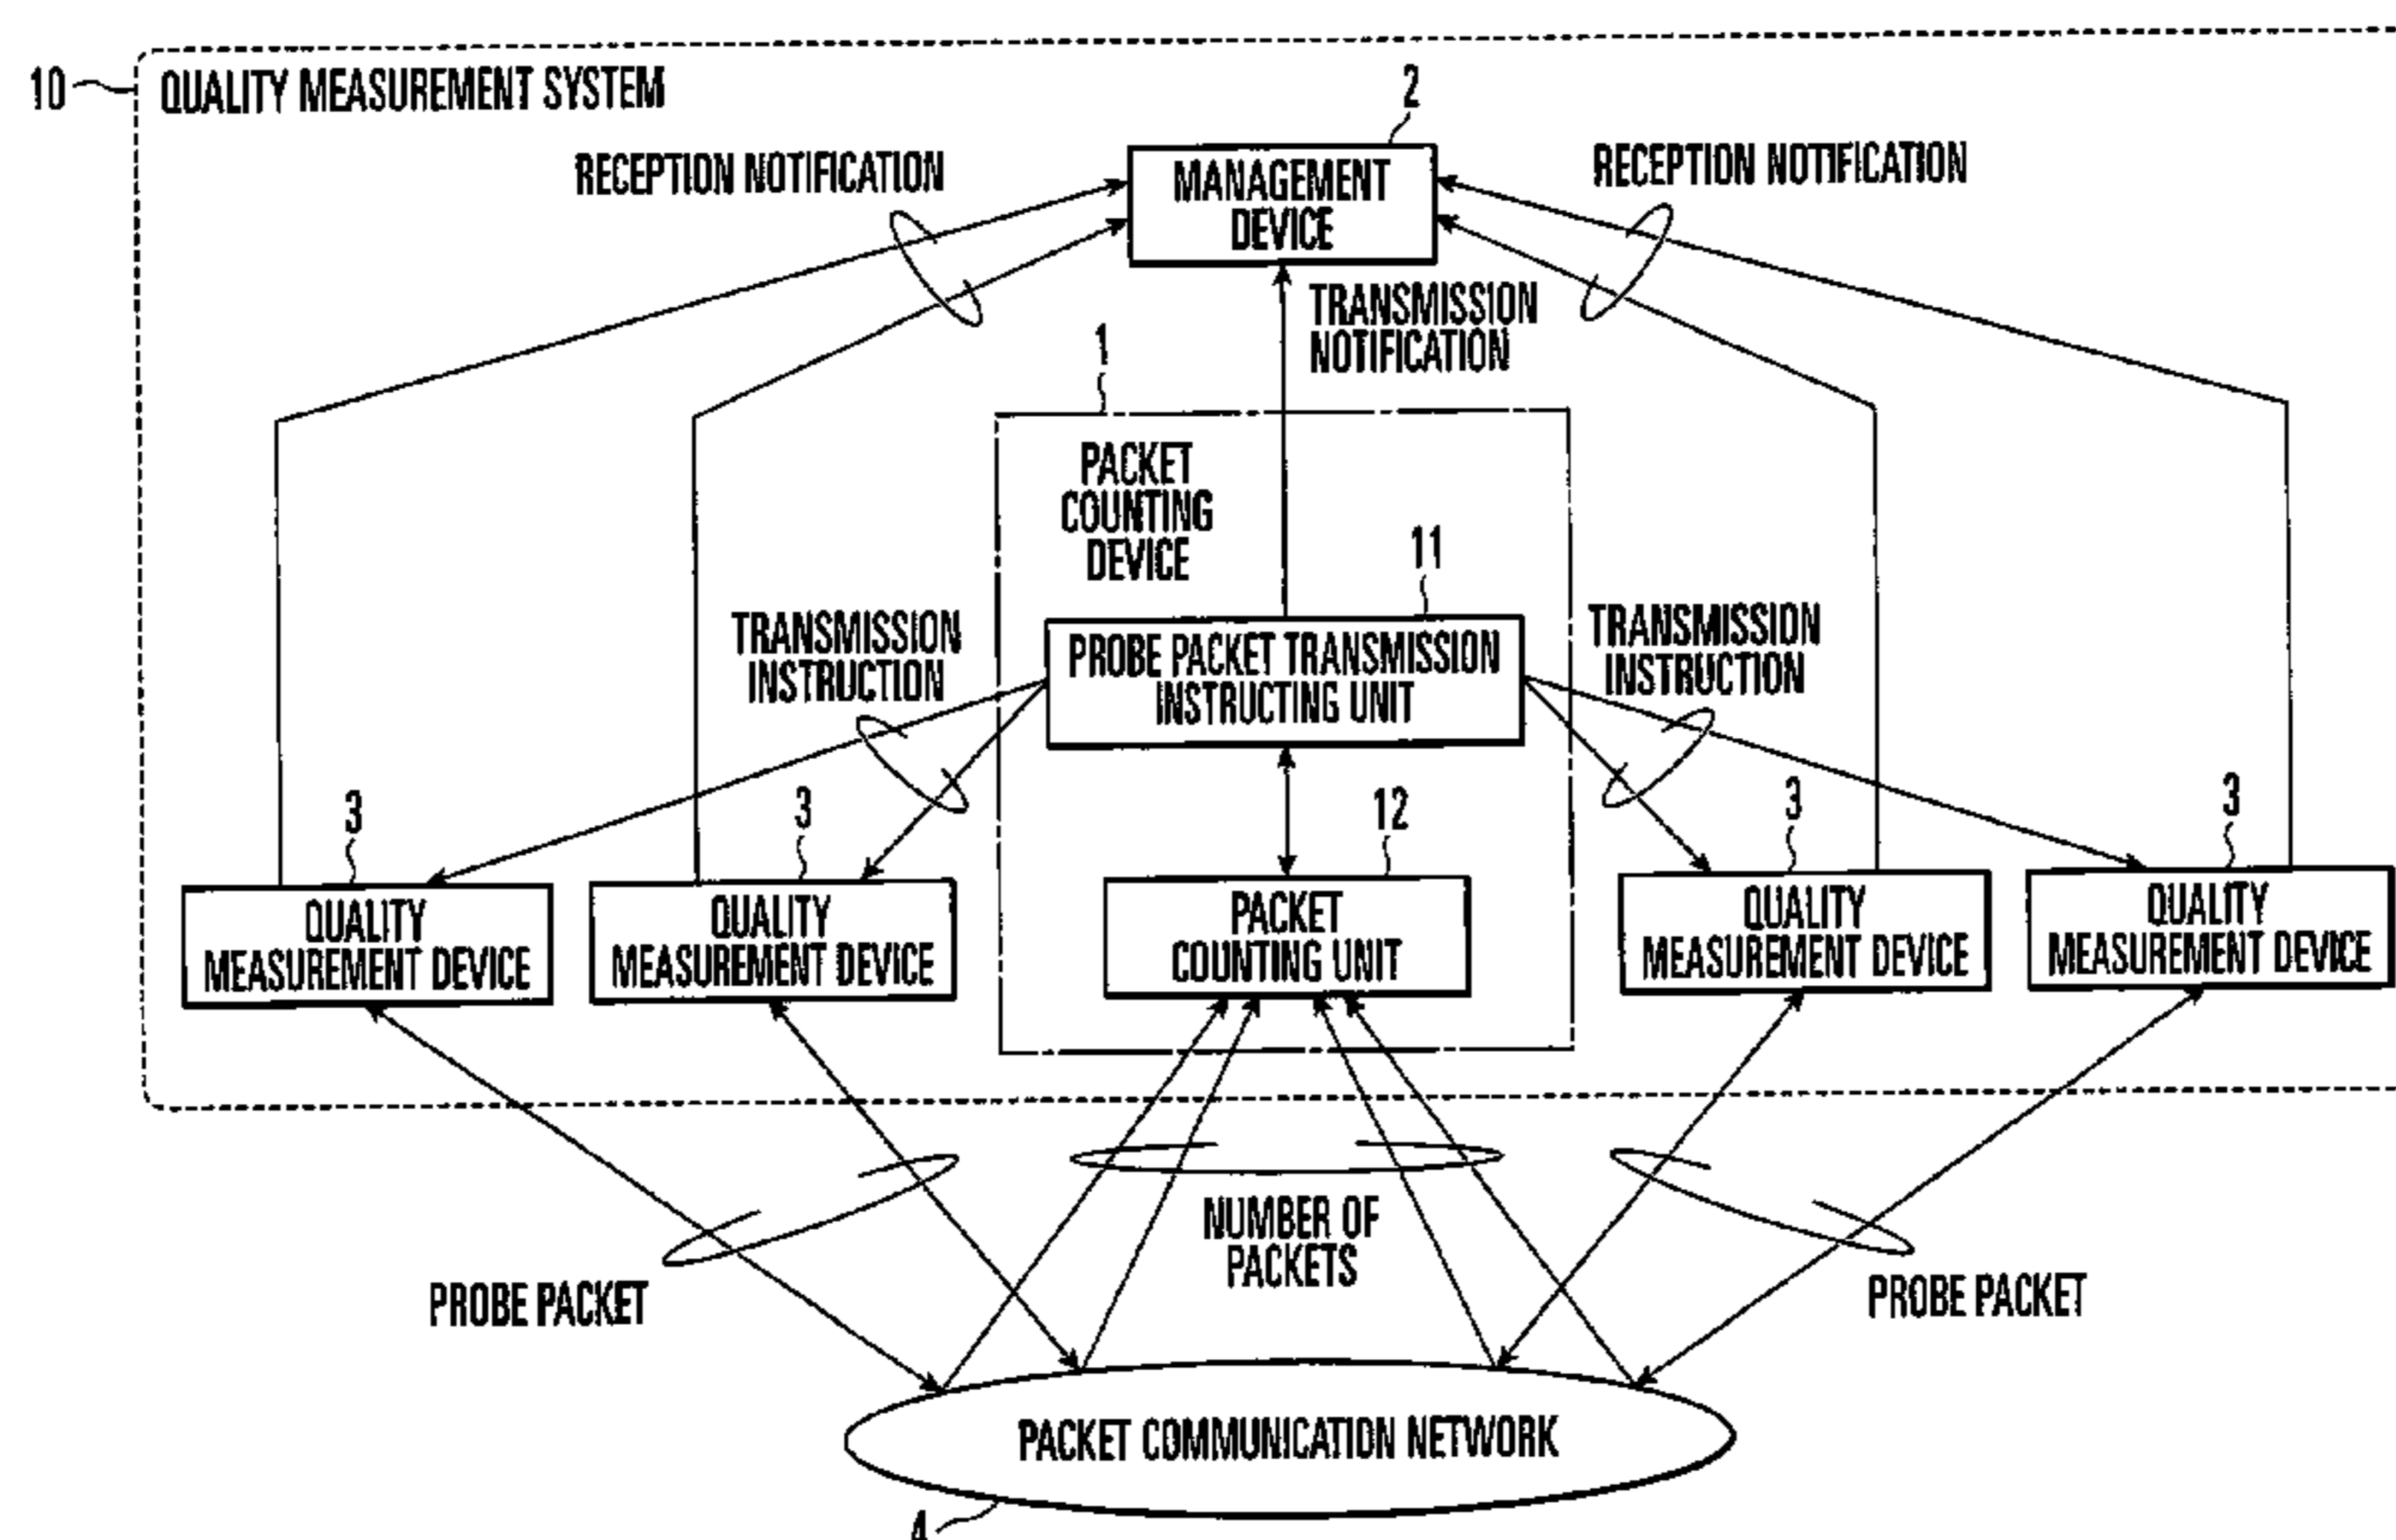 10
QUALITY MEASUREMENT SYSTEM
2
RECEPTION NOTIFICATION
MANAGEMENT
DEVICE
RECEPTION NOTIFICATION
TRANSMISSION
NOTIFICATION
1
PACKET
COUNTING
DEVICE
11
TRANSMISSION
INSTRUCTION
PROBE PACKET TRANSMISSION
INSTRUCTING UNIT
TRANSMISSION
INSTRUCTION
3
3
12
3
3
QUALITY
MEASUREMENT DEVICE
QUALITY
MEASUREMENT DEVICE
PACKET
COUNTING UNIT
QUALITY
MEASUREMENT DEVICE
QUALITY
MEASUREMENT DEVICE
NUMBER OF
PACKETS
PROBE PACKET
PROBE PACKET
PACKET COMMUNICATION NETWORK
4